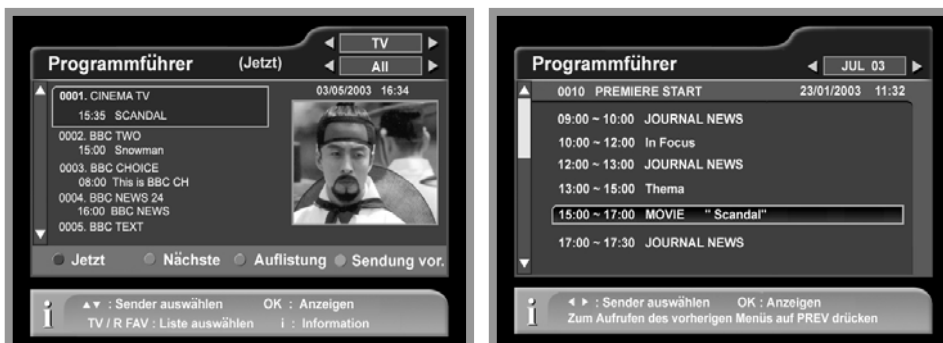 TV
Programmführer (Jetzt) All
0001. CINEMA TV
15:35 SCANDAL
0002. BBC TWO
15:00 Snowman
0003. BBC CHOICE
08:00 This is BBC CH
0004. BBC NEWS 24
16:00 BBC NEWS
0005. BBC TEXT
03/05/2003 16:34
Jetzt Nächste Auflistung Sendung vor.
i
▲▼ : Sender auswählen OK : Anzeigen
TV / R FAV : Liste auswählen i : Information
Programmführer JUL 03
0010 PREMIERE START 23/01/2003 11:32
09:00 ~ 10:00 JOURNAL NEWS
10:00 ~ 12:00 In Focus
12:00 ~ 13:00 JOURNAL NEWS
13:00 ~ 15:00 Thema
15:00 ~ 17:00 MOVIE " Scandal"
17:00 ~ 17:30 JOURNAL NEWS
i
◄ ► : Sender auswählen OK : Anzeigen
Zum Aufrufen des vorherigen Menüs auf PREV drücken